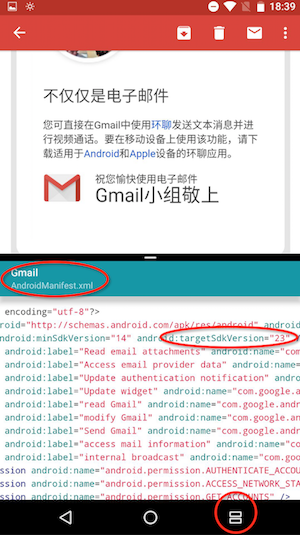 18:39
不仅仅是电子邮件
您可直接在Gmail中使用环聊发送文本消息并进
行视频通话。要在移动设备上使用该功能，请下
载适用于Android和Apple设备的环聊应用。
祝您愉快使用电子邮件
Gmail小组敬上
Gmail
AndroidManifest.xml
encoding="utf-8"?>
roid="http://schemas.android.com/apk/res/android" android
android:minSdkVersion="14" android:targetSdkVersion="23"
android:label="Read email attachments" android:name="com
android:label="Access email provider data" android:name=
android:label="Update authentication notification" android
android:label="Update widget" android:name="com.google.
android:label="read Gmail" android:name="com.google.andr
android:label="modify Gmail" android:name="com.google.an
android:label="Send Gmail" android:name="com.google.andr
android:label="access mail information" android:name="co
android:label="internal broadcast" android:name="com.goo
ssion android:name="android.permission.AUTHENTICATE_ACCOU
ssion android:name="android.permission.ACCESS_NETWORK_STA
ssion android:name="android.permission.GET_ACCOUNTS" />